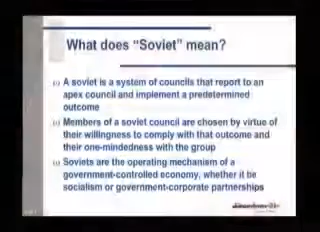 What does "Soviet" mean?
A soviet is a system of councils that report to an
apex council and implement a predetermined
outcome
Members of a soviet council are chosen by virtue of
their willingness to comply with that outcome and
their one-mindedness with the group
Soviets are the operating mechanism of a
government-controlled economy, whether it be
socialism or government-corporate partnerships